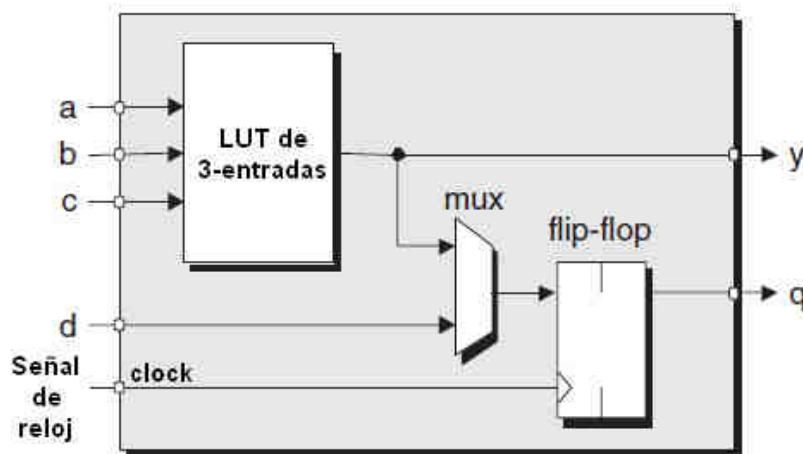 a
b
c
LUT de
3-entradas
y
mux
flip-flop
q
d
Señal
de
reloj
clock